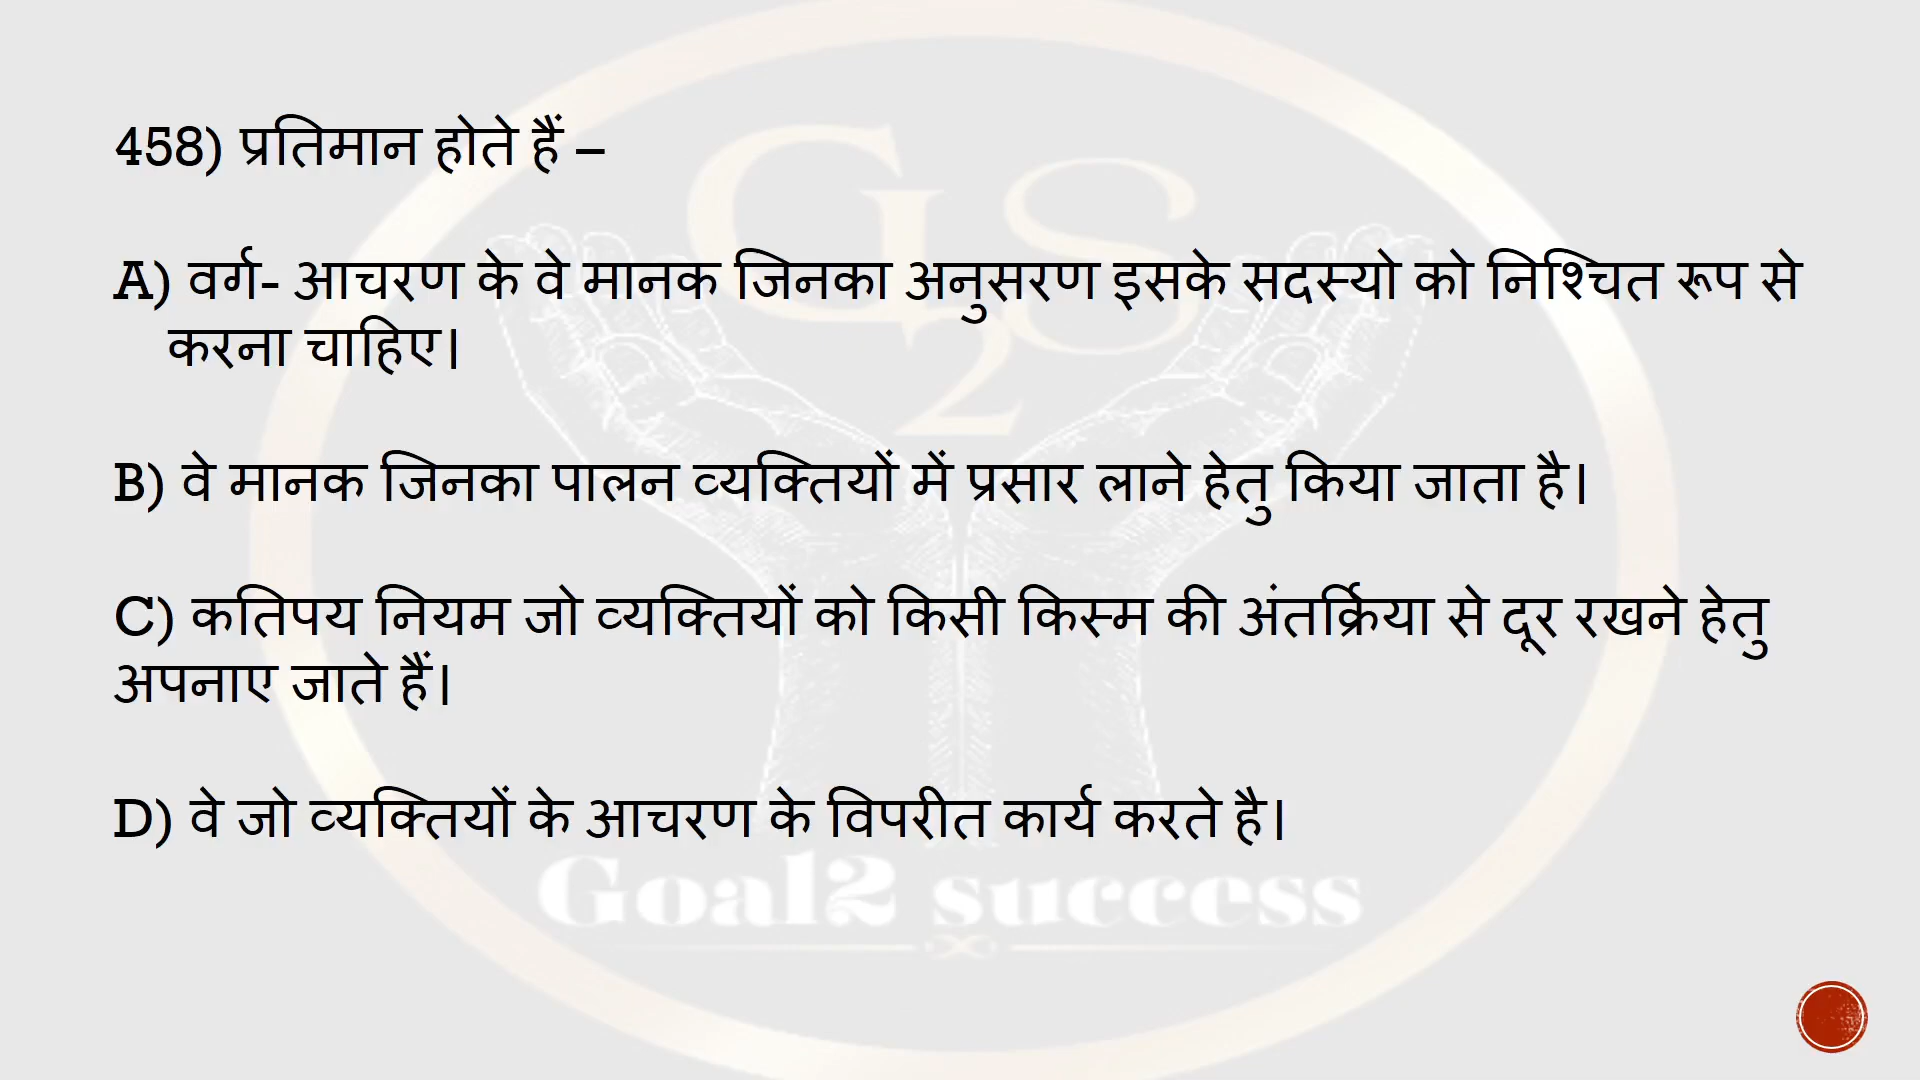 458) प्रतिमान होते हैं –
A) वर्ग- आचरण के वे मानक जिनका अनुसरण इसके सदस्यो को निश्चित रूप से
करना चाहिए।
B) वे मानक जिनका पालन व्यक्तियों में प्रसार लाने हेतु किया जाता है।
C) कतिपय नियम जो व्यक्तियों को किसी किस्म की अंतर्क्रिया से दूर रखने हेतु
अपनाए जाते हैं।
D) वे जो व्यक्तियों के आचरण के विपरीत कार्य करते है।
G2S
Goal2 success